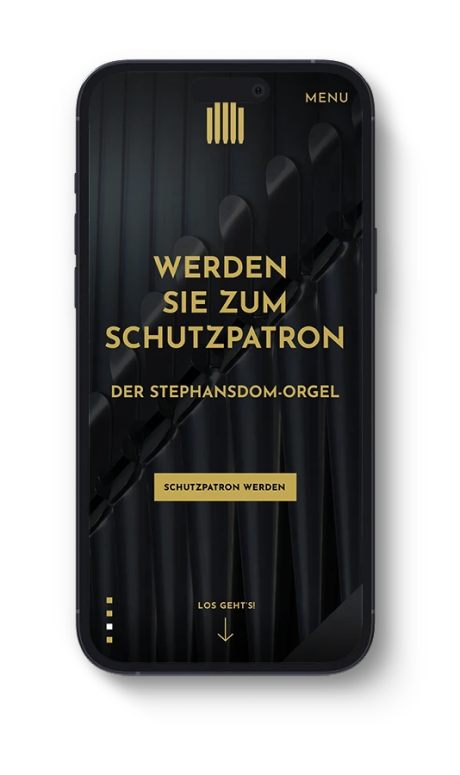 MENU
WERDEN
SIE ZUM
SCHUTZPATRON
DER STEPHANSDOM-ORGEL
SCHUTZPATRON WERDEN
LOS GEHT'S!